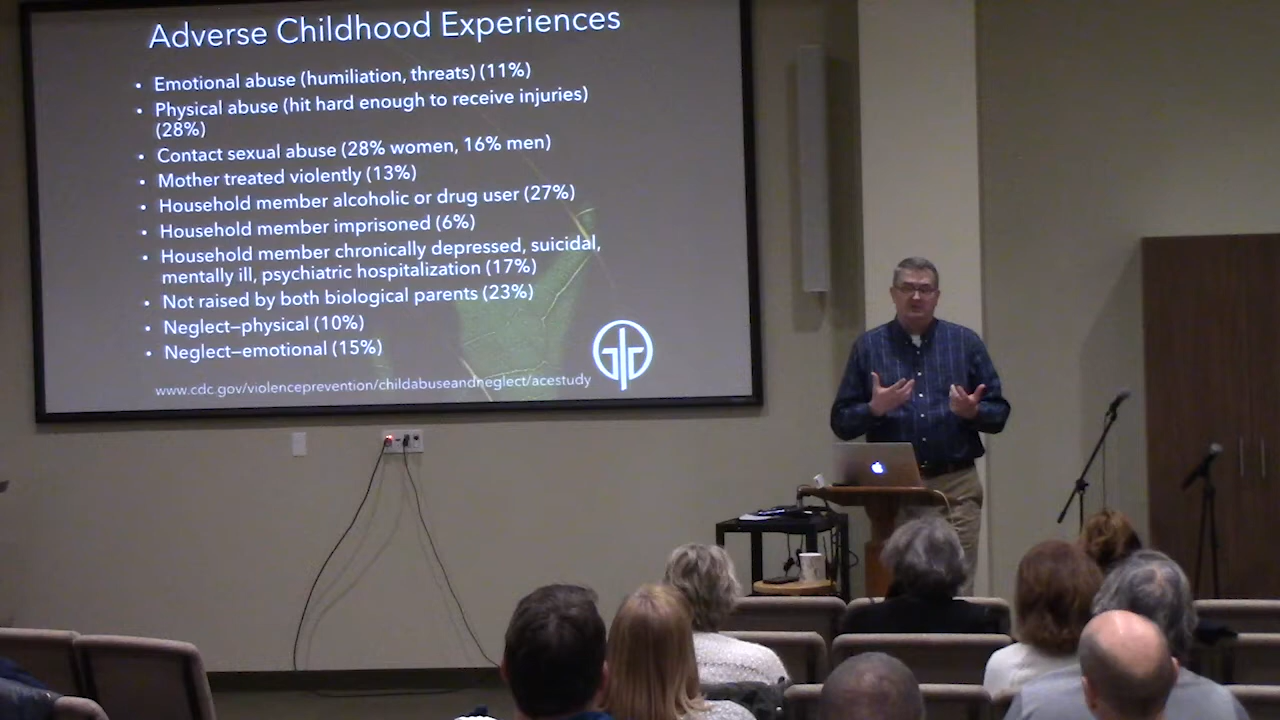 Adverse Childhood Experiences
• Emotional abuse (humiliation, threats) (11%)
• Physical abuse (hit hard enough to receive injuries)
(28%)
• Contact sexual abuse (28% women, 16% men)
• Mother treated violently (13%)
• Household member alcoholic or drug user (27%)
• Household member imprisoned (6%)
• Household member chronically depressed, suicidal,
mentally ill, psychiatric hospitalization (17%)
• Not raised by both biological parents (23%)
• Neglect—physical (10%)
• Neglect—emotional (15%)
www.cdc.gov/violenceprevention/childabuseandneglect/acestudy